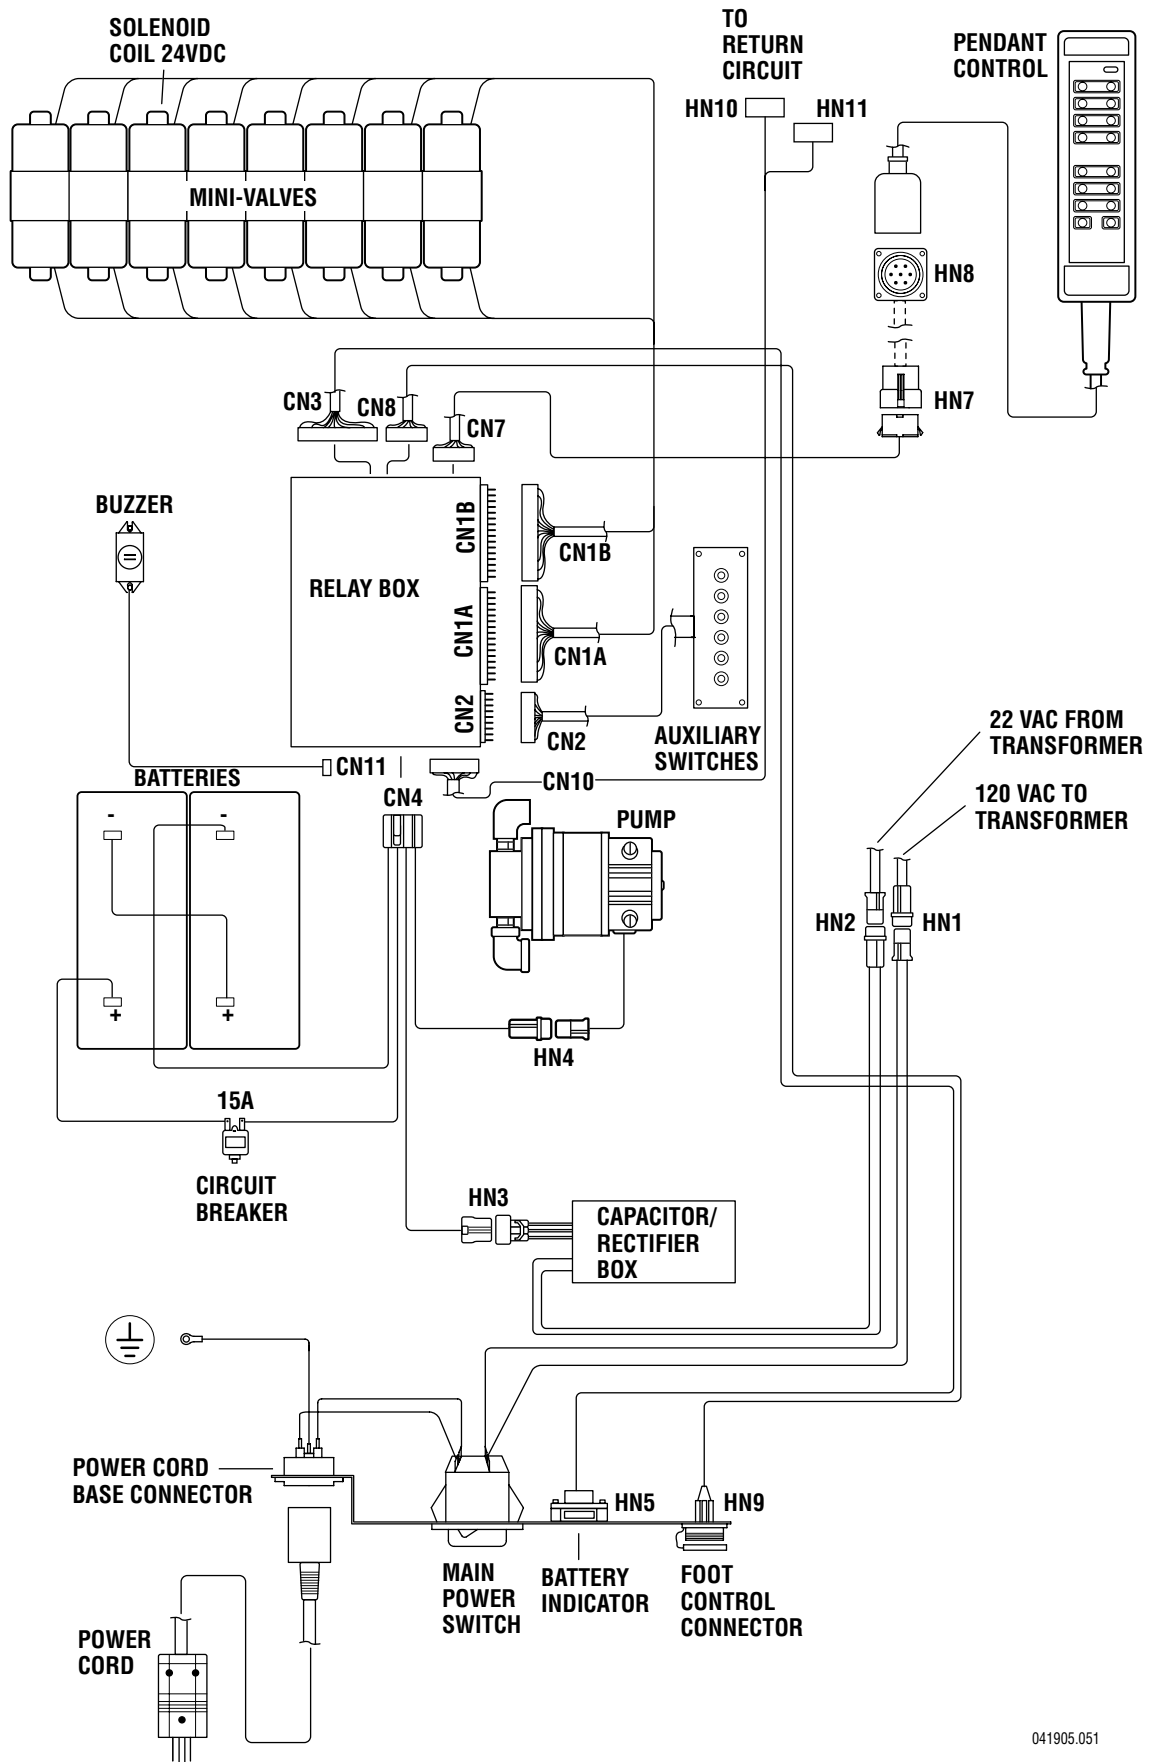 SOLENOID
COIL 24VDC
TO
RETURN
CIRCUIT
PENDANT
CONTROL
HN10
HN11
MINI-VALVES
HN8
HN7
CN3
CN8
CN7
BUZZER
RELAY BOX
CN1B
CN1B
CN1A
CN1A
CN2
CN2
AUXILIARY
SWITCHES
22 VAC FROM
TRANSFORMER
120 VAC TO
TRANSFORMER
CN11
CN10
BATTERIES
CN4
PUMP
- -
HN2
HN1
+ +
HN4
15A
CIRCUIT
BREAKER
HN3
CAPACITOR/
RECTIFIER
BOX
POWER CORD
BASE CONNECTOR
HN5
HN9
MAIN
POWER
SWITCH
BATTERY
INDICATOR
FOOT
CONTROL
CONNECTOR
POWER
CORD
041905.051